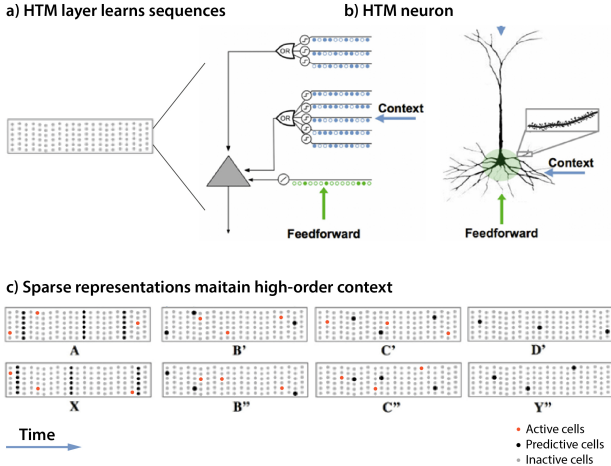 a) HTM layer learns sequences
b) HTM neuron
OR
OR
Context
Feedforward
Context
Feedforward
c) Sparse representations maitain high-order context
A
B’
C’
D’
X
B”
C”
Y”
Time
Active cells
Predictive cells
Inactive cells